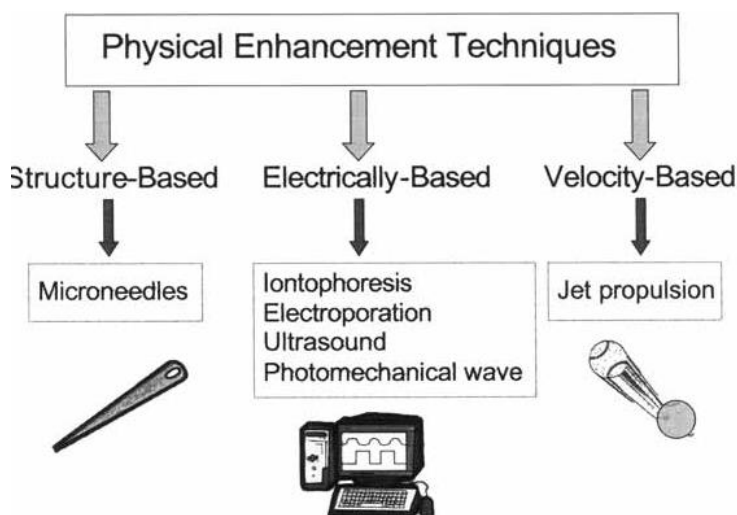 Physical Enhancement Techniques
Structure-Based
Electrically-Based
Velocity-Based
Microneedles
Iontophoresis
Electroporation
Ultrasound
Photomechanical wave
Jet propulsion